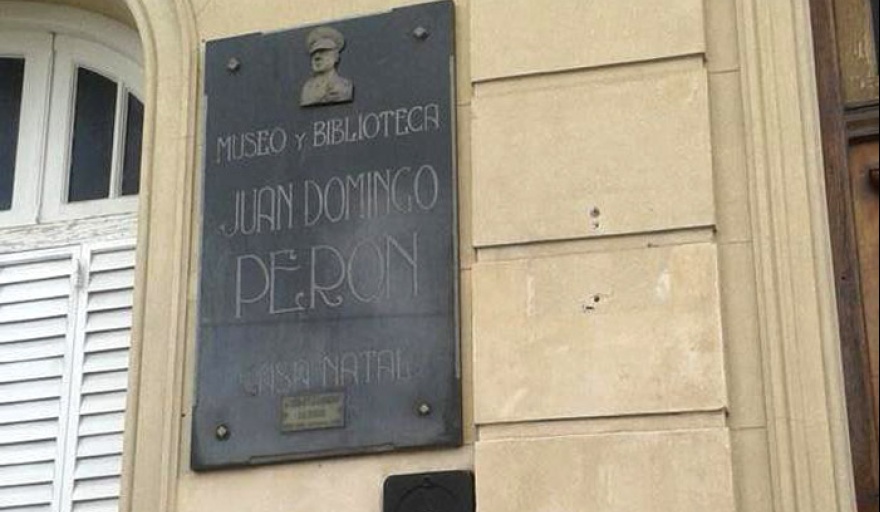 MUSEO Y BIBLIOTECA
JUAN DOMINGO
PERON
CASA NATAL